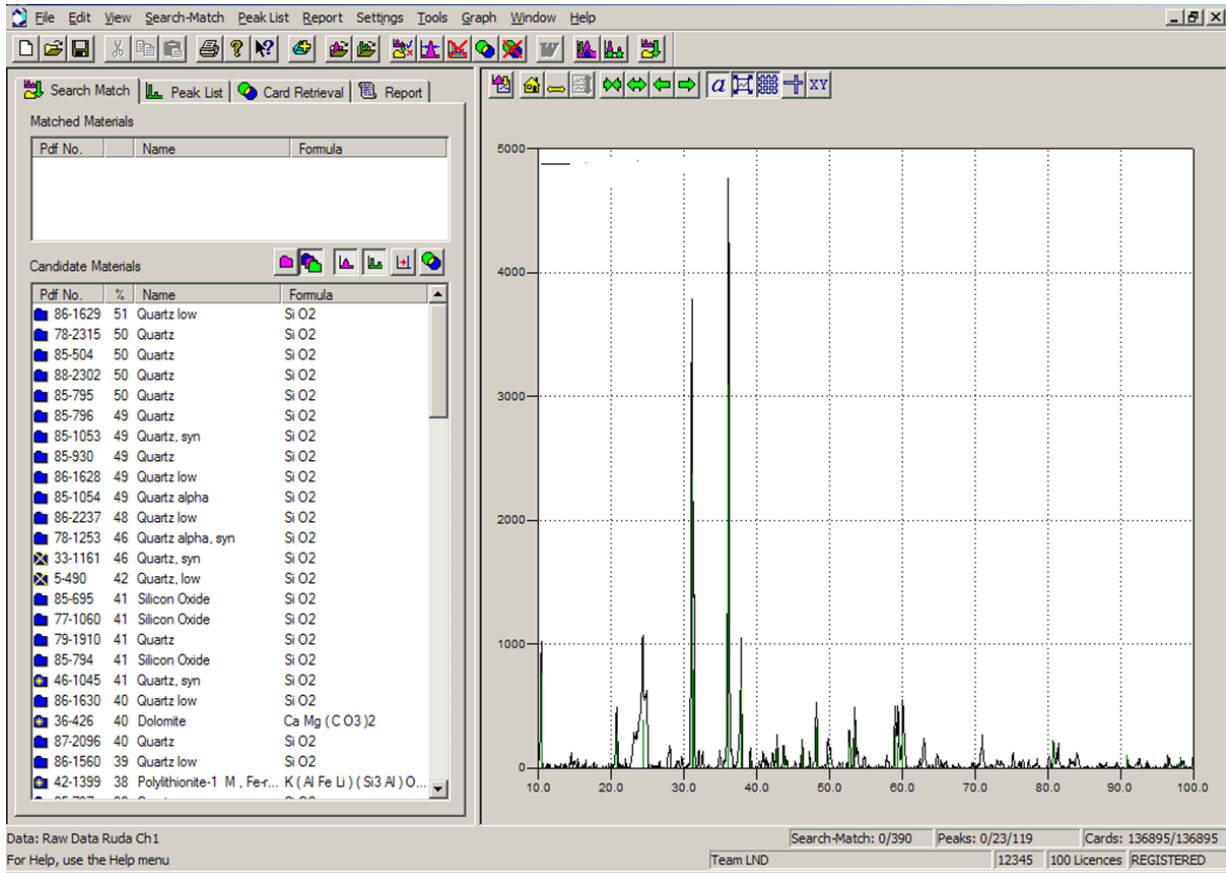 File Edit View Search-Match Peak List Report Settings Tools Graph Window Help
Search Match Peak List Card Retrieval Report
a XY
Matched Materials
Pdf No. Name Formula
Candidate Materials
Pdf No. % Name Formula
86-1629 51 Quartz low Si O2
78-2315 50 Quartz Si O2
85-504 50 Quartz Si O2
88-2302 50 Quartz Si O2
85-795 50 Quartz Si O2
85-796 49 Quartz Si O2
85-1053 49 Quartz, syn Si O2
85-930 49 Quartz Si O2
86-1628 49 Quartz low Si O2
85-1054 49 Quartz alpha Si O2
86-2237 48 Quartz low Si O2
78-1253 46 Quartz alpha, syn Si O2
33-1161 46 Quartz, syn Si O2
5-490 42 Quartz, low Si O2
85-695 41 Silicon Oxide Si O2
77-1060 41 Silicon Oxide Si O2
79-1910 41 Quartz Si O2
85-794 41 Silicon Oxide Si O2
46-1045 41 Quartz, syn Si O2
86-1630 40 Quartz low Si O2
36-426 40 Dolomite Ca Mg ( C O3 )2
87-2096 40 Quartz Si O2
86-1560 39 Quartz low Si O2
42-1399 38 Polylithionite-1 M , Fe-r... K ( Al Fe Li ) ( Si3 Al ) O...
5000
4000
3000
2000
1000
0
10.0 20.0 30.0 40.0 50.0 60.0 70.0 80.0 90.0 100.0
Data: Raw Data Ruda Ch1
Search-Match: 0/390 Peaks: 0/23/119 Cards: 136895/136895
For Help, use the Help menu
Team LND 12345 100 Licences REGISTERED